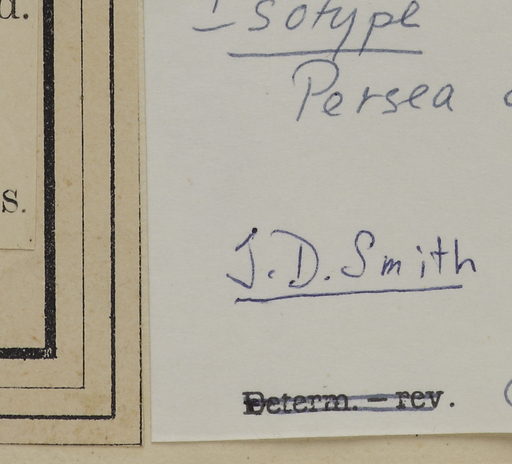 d.
s.
Isotype
Persea
J.D. Smith
Determ. - rev.